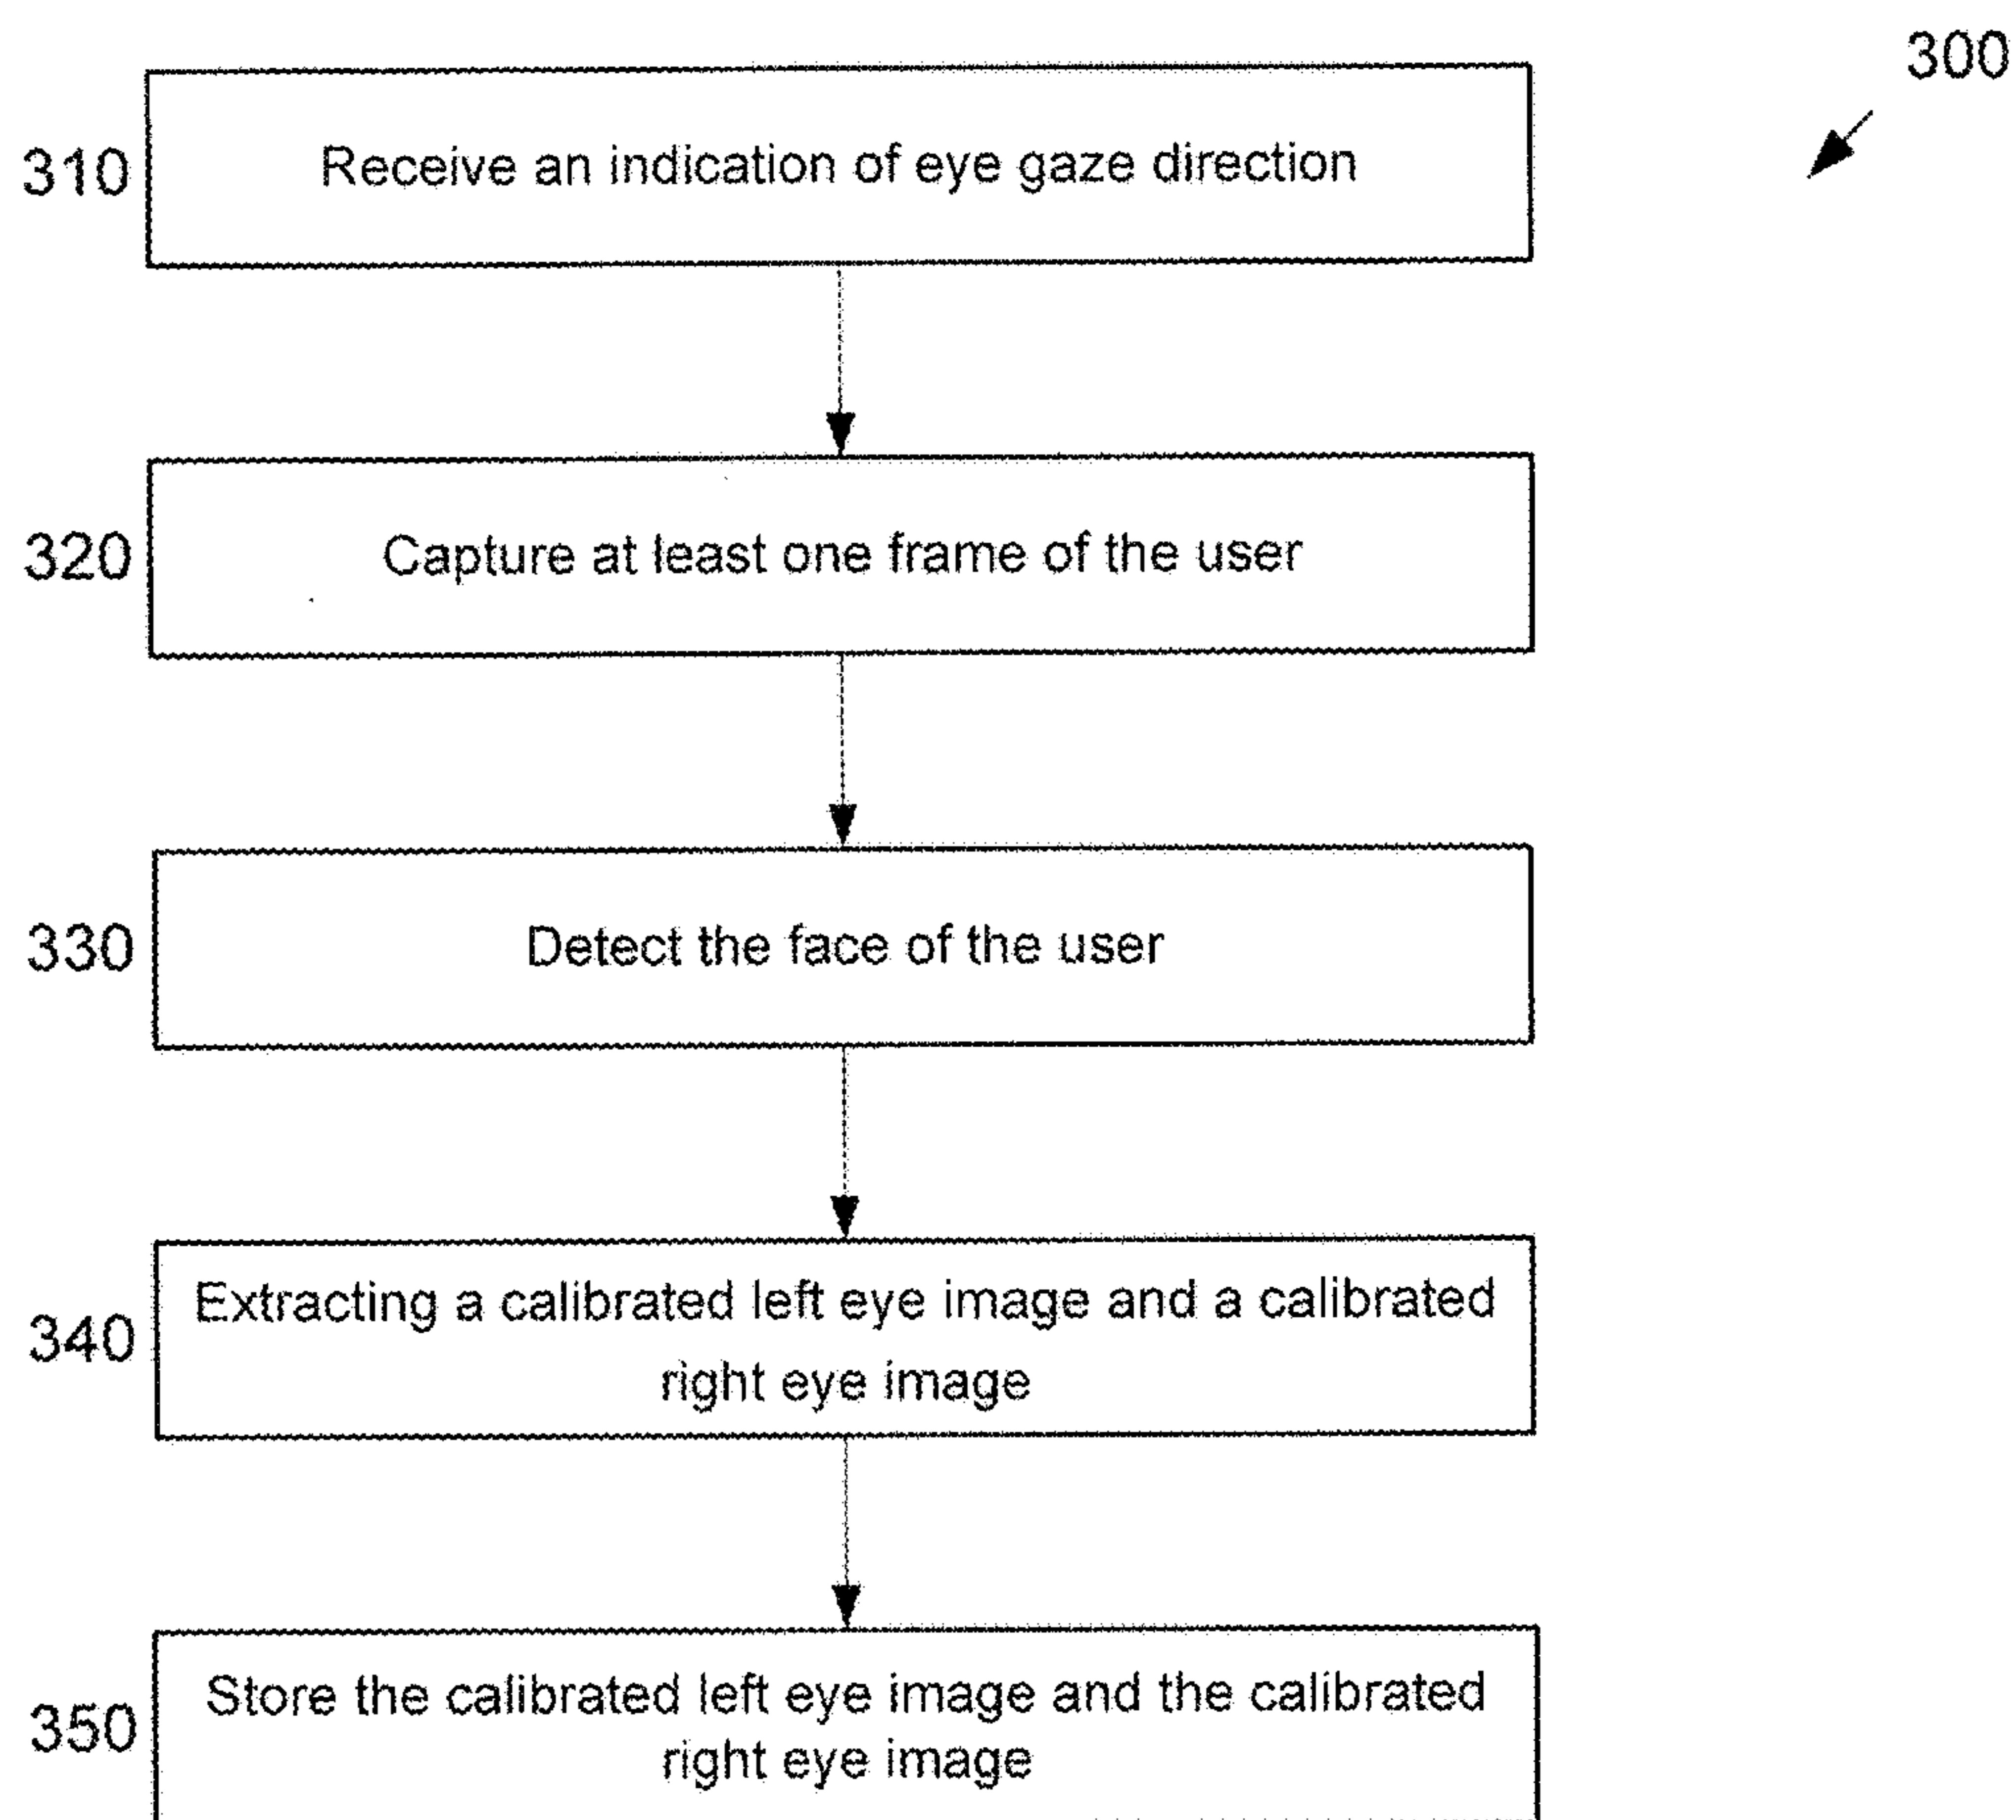 300
310
Receive an indication of eye gaze direction
320
Capture at least one frame of the user
330
Detect the face of the user
340
Extracting a calibrated left eye image and a calibrated
right eye image
350
Store the calibrated left eye image and the calibrated
right eye image